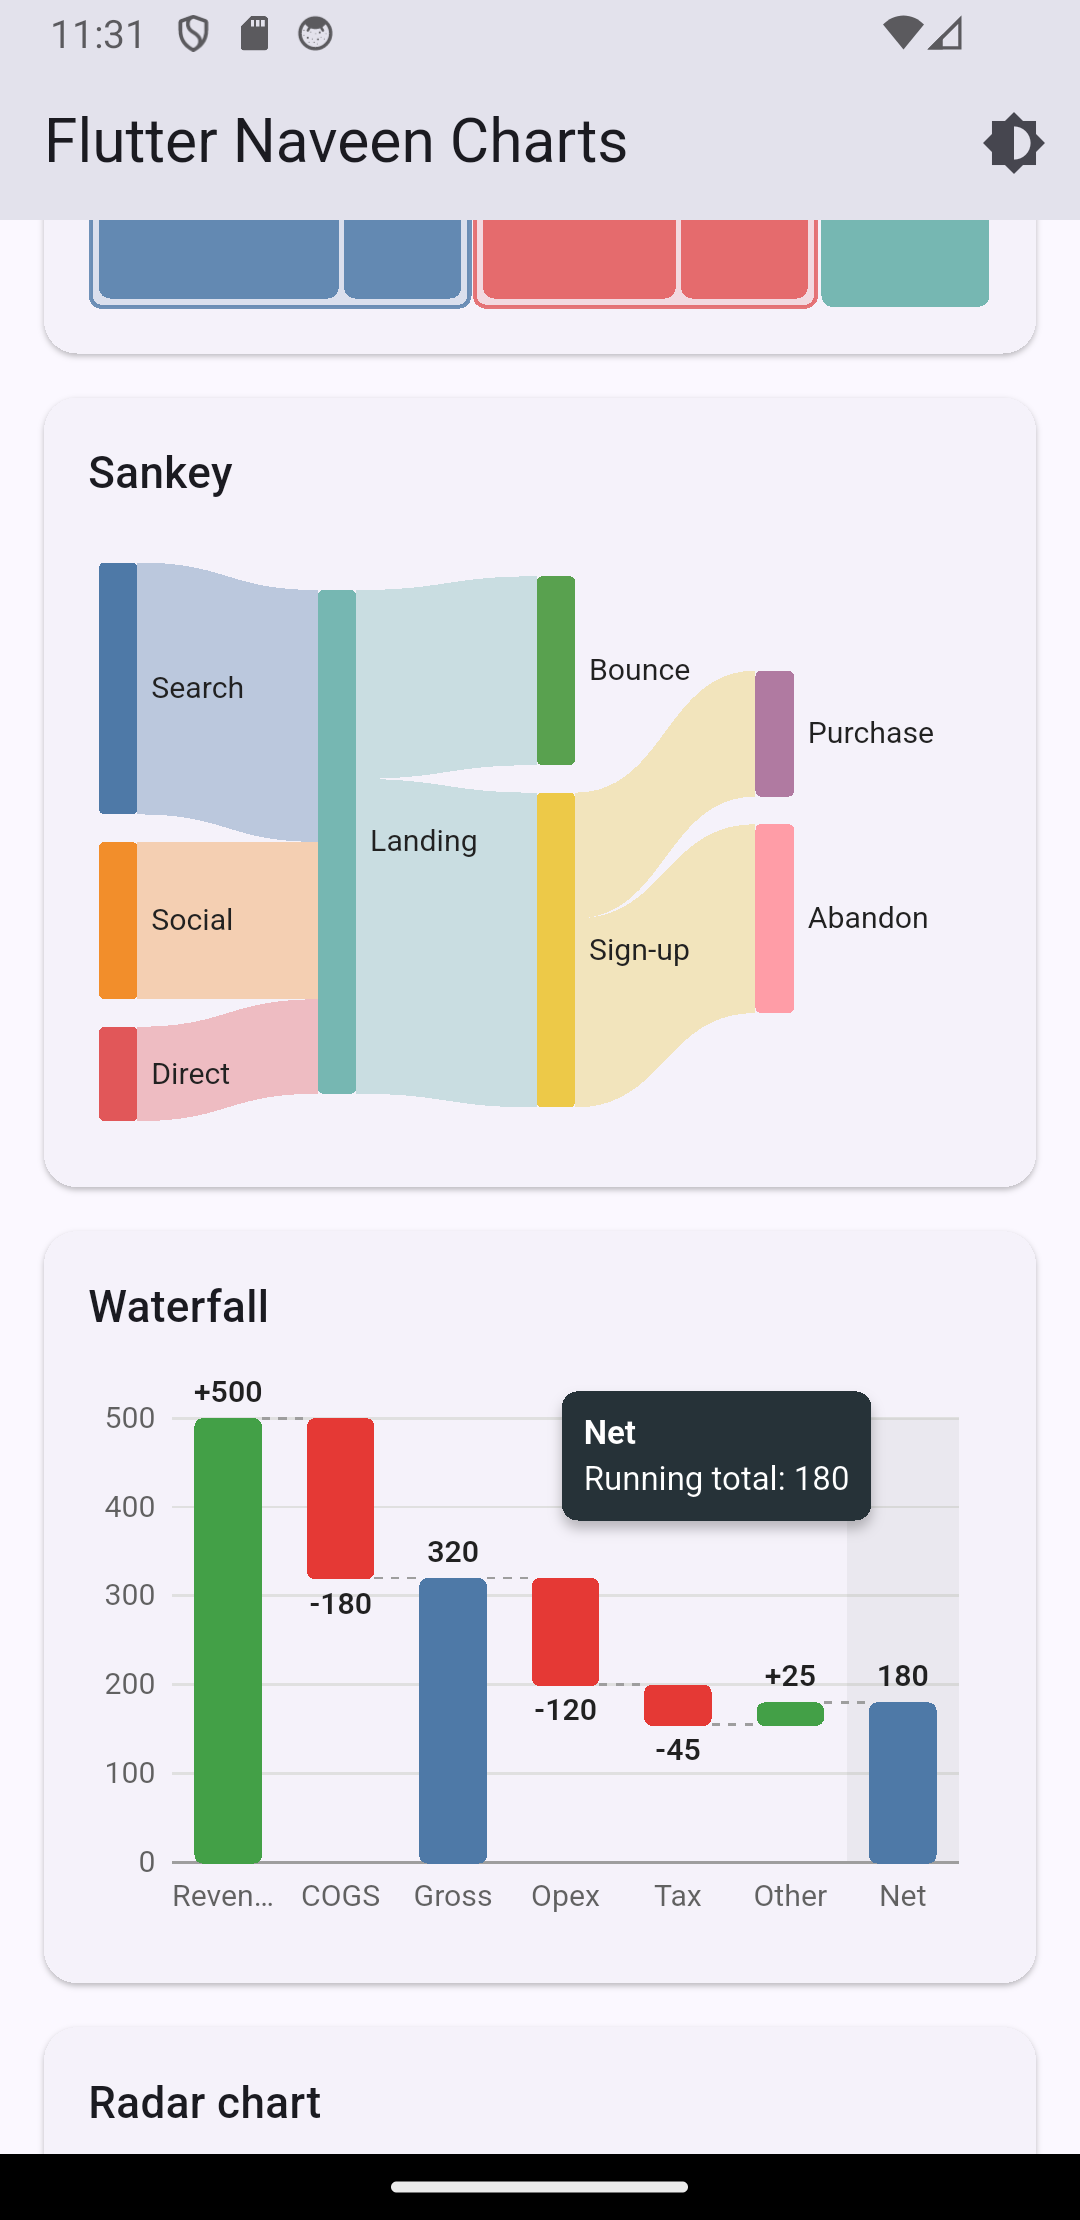 11:31
Flutter Naveen Charts
Sankey
Search
Social
Direct
Landing
Bounce
Sign-up
Purchase
Abandon
Waterfall
+500
-180
320
-120
-45
+25
180
Net
Running total: 180
500
400
300
200
100
0
Reven... COGS Gross Opex Tax Other Net
Radar chart